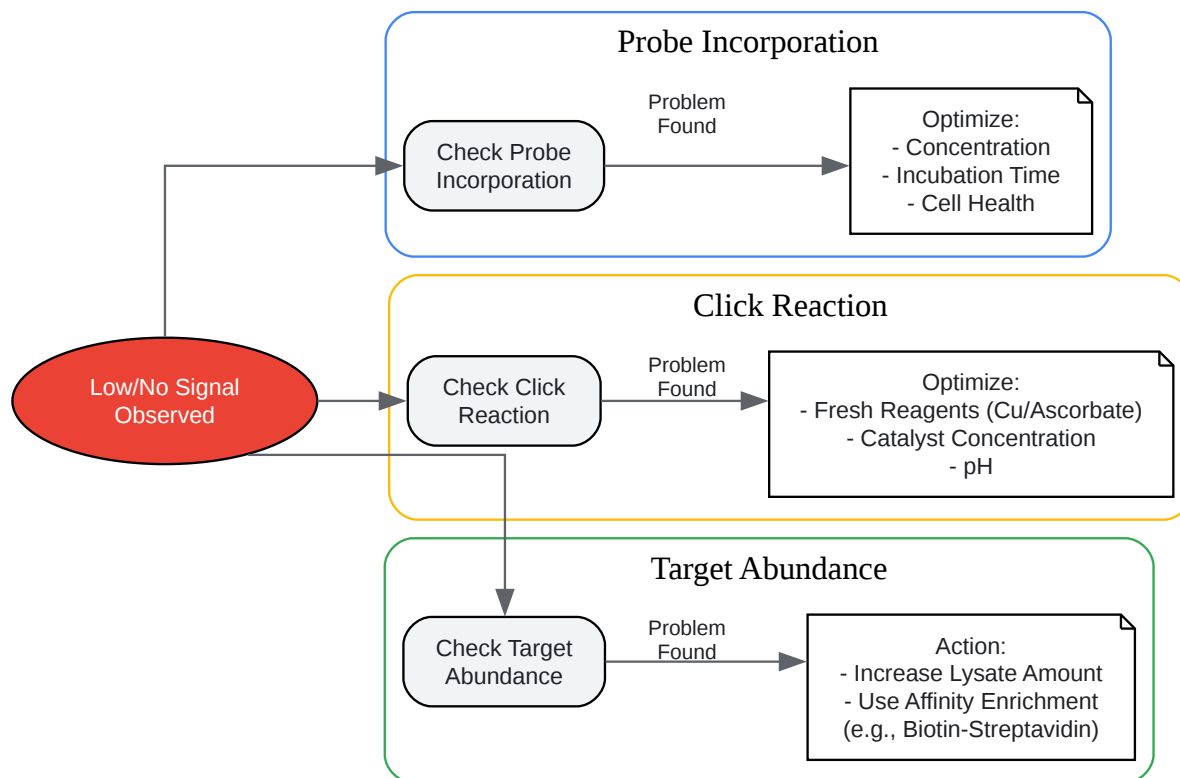 Probe Incorporation
Problem
Found
Check Probe
Incorporation
Optimize:
- Concentration
- Incubation Time
- Cell Health
Click Reaction
Low/No Signal
Observed
Check Click
Reaction
Problem
Found
Optimize:
- Fresh Reagents (Cu/Ascorbate)
- Catalyst Concentration
- pH
Target Abundance
Check Target
Abundance
Problem
Found
Action:
- Increase Lysate Amount
- Use Affinity Enrichment
(e.g., Biotin-Streptavidin)